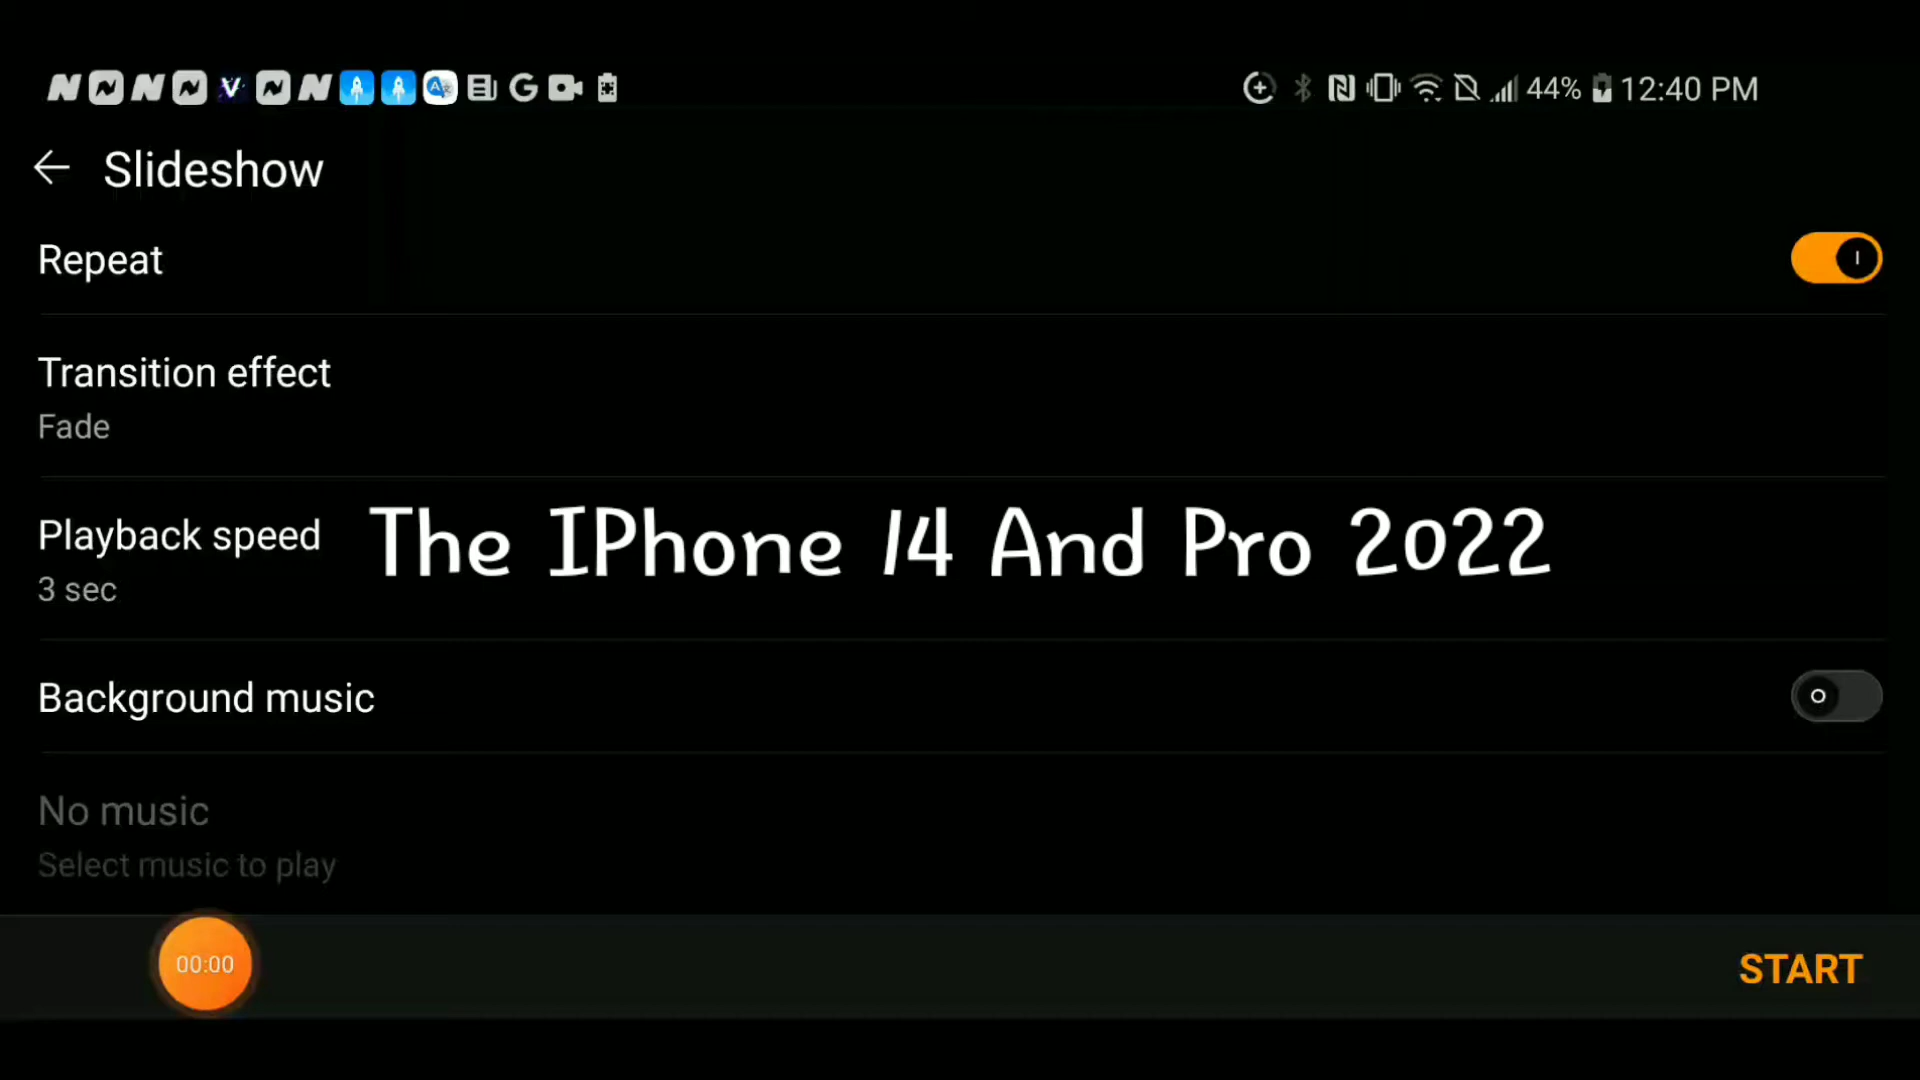 44% 12:40 PM
Slideshow
Repeat
Transition effect
Fade
Playback speed
3 sec
The IPhone 14 And Pro 2022
Background music
No music
Select music to play
00:00
START